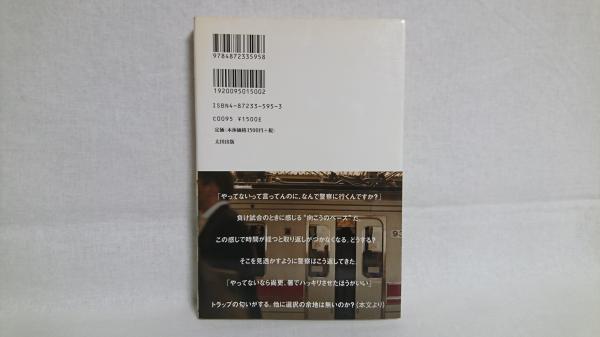 9784872335958
1920095015002
ISBN4-87233-595-3
C0095 ¥1500E
定価(本体価格1500円+税)
太田出版
「やってないって言ってんのに、なんで警察に行くんですか?」
負け試合のときに感じる“向こうのペース”だ。
この感じで時間が経つと取り返しがつかなくなる。どうする?
そこを見透かすように警察はこう返してきた。
「やってないなら尚更、署でハッキリさせたほうがいい」
トラップの匂いがする。他に選択の余地は無いのか?(本文より)
93